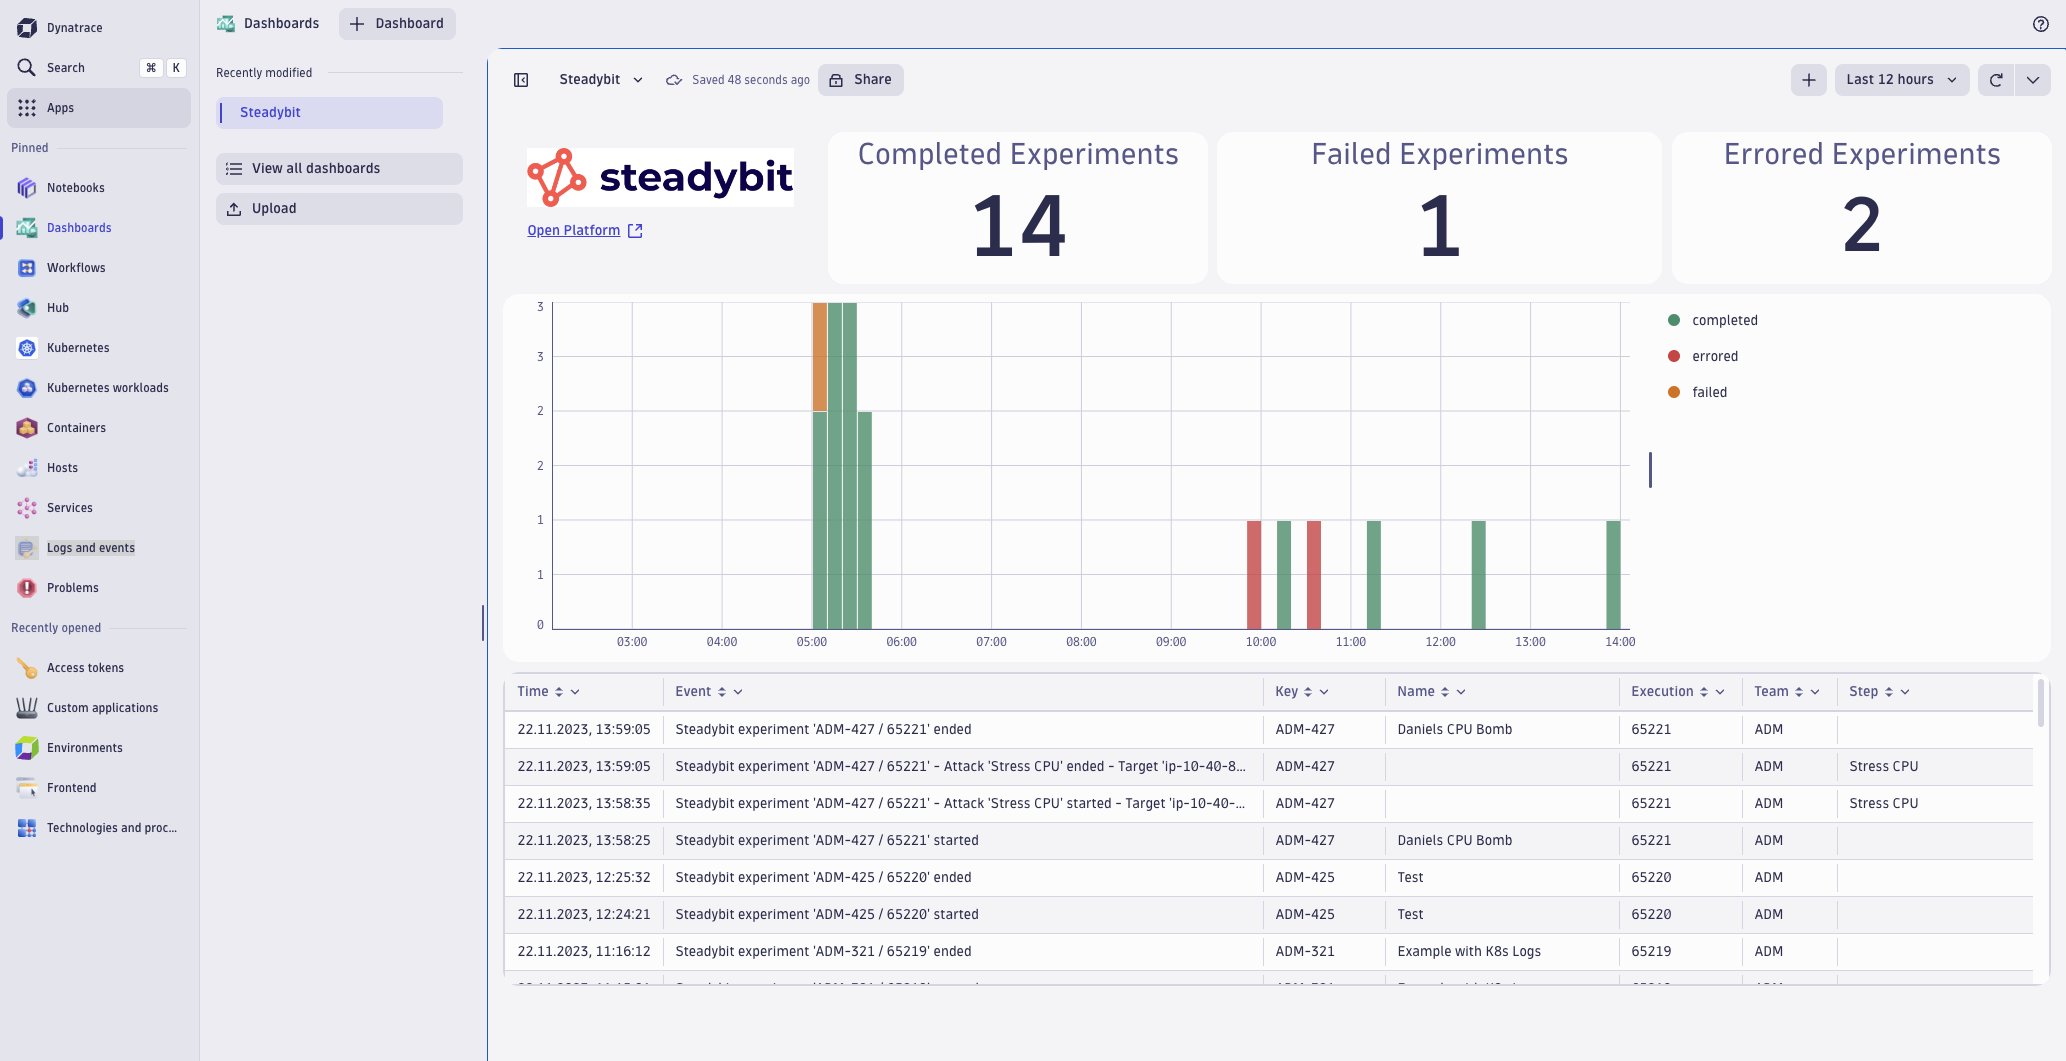 Dynatrace
Search ⌘ K
Apps
Pinned
Notebooks
Dashboards
Workflows
Hub
Kubernetes
Kubernetes workloads
Containers
Hosts
Services
Logs and events
Problems
Recently opened
Access tokens
Custom applications
Environments
Frontend
Technologies and proc...
Dashboards + Dashboard
Recently modified
Steadybit
View all dashboards
Upload
Steadybit Saved 48 seconds ago Share
Last 12 hours
steadybit
Open Platform
Completed Experiments
14
Failed Experiments
1
Errored Experiments
2
3
3
2
2
1
1
0
03:00 04:00 05:00 06:00 07:00 08:00 09:00 10:00 11:00 12:00 13:00 14:00
completed
errored
failed
Time Event Key Name Execution Team Step
22.11.2023, 13:59:05 Steadybit experiment 'ADM-427 / 65221' ended ADM-427 Daniels CPU Bomb 65221 ADM
22.11.2023, 13:59:05 Steadybit experiment 'ADM-427 / 65221' - Attack 'Stress CPU' ended - Target 'ip-10-40-8... ADM-427 65221 ADM Stress CPU
22.11.2023, 13:58:35 Steadybit experiment 'ADM-427 / 65221' - Attack 'Stress CPU' started - Target 'ip-10-40-... ADM-427 65221 ADM Stress CPU
22.11.2023, 13:58:25 Steadybit experiment 'ADM-427 / 65221' started ADM-427 Daniels CPU Bomb 65221 ADM
22.11.2023, 12:25:32 Steadybit experiment 'ADM-425 / 65220' ended ADM-425 Test 65220 ADM
22.11.2023, 12:24:21 Steadybit experiment 'ADM-425 / 65220' started ADM-425 Test 65220 ADM
22.11.2023, 11:16:12 Steadybit experiment 'ADM-321 / 65219' ended ADM-321 Example with K8s Logs 65219 ADM